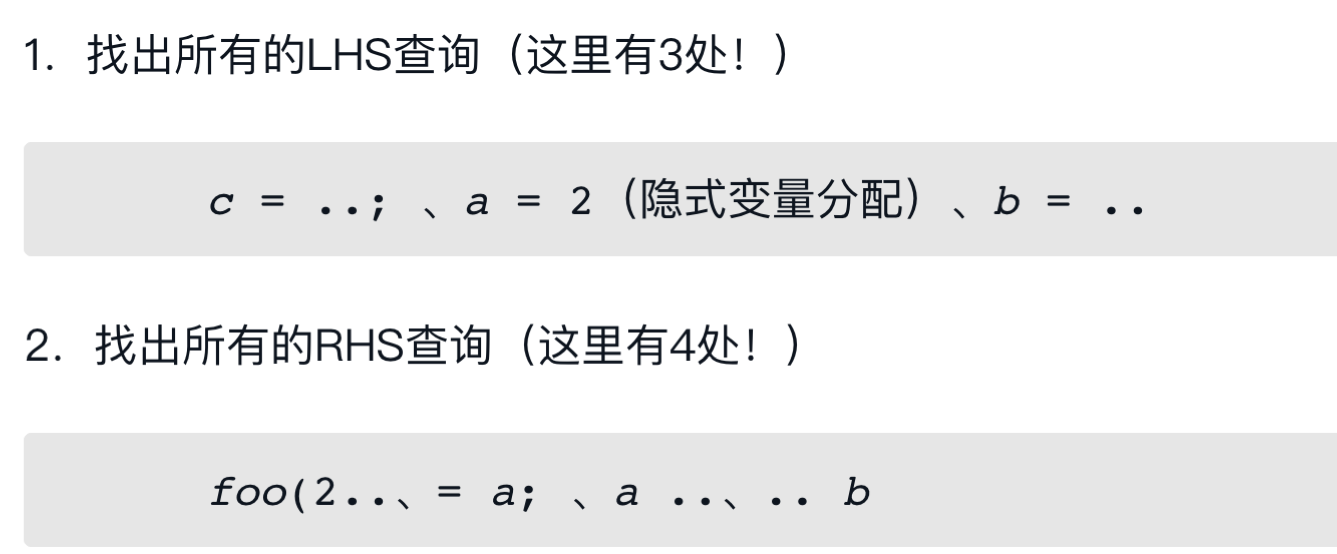 1. 找出所有的LHS查询（这里有3处！）
c = ..; 、a = 2（隐式变量分配）、b = ..
2. 找出所有的RHS查询（这里有4处！）
foo(2..、= a; 、a ..、.. b